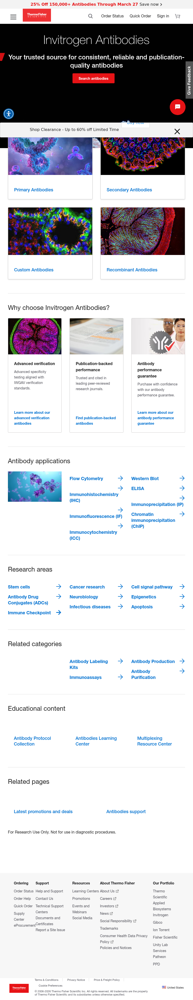 25% Off 150,000+ Antibodies Through March 27 Save now
ThermoFisher
SCIENTIFIC
Order Status
Quick Order
Sign in
Invitrogen Antibodies
Your trusted source for consistent, reliable and publication-
quality antibodies
Search antibodies
Give Feedback
Buy now
Shop Clearance - Up to 60% off Limited Time
Primary Antibodies
Secondary Antibodies
Custom Antibodies
Recombinant Antibodies
Why choose Invitrogen Antibodies?
Advanced verification
Advanced specificity
testing aligned with
IWGAV verification
standards.
Learn more about our
advanced verification
antibodies
Publication-backed
performance
Trusted and cited in
leading peer-reviewed
research journals.
Find publication-backed
antibodies
Antibody
performance
guarantee
Purchase with confidence
with our antibody
performance guarantee.
Learn more about our
antibody performance
guarantee
Antibody applications
Flow Cytometry
Immunohistochemistry
(IHC)
Immunofluorescence (IF)
Immunocytochemistry
(ICC)
Western Blot
ELISA
Immunoprecipitation (IP)
Chromatin
immunoprecipitation
(ChIP)
Research areas
Stem cells
Antibody Drug
Conjugates (ADCs)
Immune Checkpoint
Cancer research
Neurobiology
Infectious diseases
Cell signal pathway
Epigenetics
Apoptosis
Related categories
Antibody Labeling
Kits
Immunoassays
Antibody Production
Antibody
Purification
Educational content
Antibody Protocol
Collection
Antibodies Learning
Center
Multiplexing
Resource Center
Related pages
Latest promotions and deals
Antibodies support
For Research Use Only. Not for use in diagnostic procedures.
Ordering
Order Status
Order Help
Quick Order
Supply
Center
eProcurement
Support
Help and Support
Contact Us
Technical Support
Centers
Documents and
Certificates
Report a Site Issue
Resources
Learning Centers
Promotions
Events and
Webinars
Social Media
About Thermo Fisher
About Us
Careers
Investors
News
Social Responsibility
Trademarks
Consumer Health Data Privacy
Policy
Policies and Notices
Our Portfolio
Thermo
Scientific
Applied
Biosystems
Invitrogen
Gibco
Ion Torrent
Fisher Scientific
Unity Lab
Services
Patheon
PPD
ThermoFisher
SCIENTIFIC
Terms & Conditions
Privacy Notice
Price & Freight Policy
Cookie Preferences
© 2006-2026 Thermo Fisher Scientific Inc. All rights reserved. All trademarks are the property
of Thermo Fisher Scientific and its subsidiaries unless otherwise specified.
United States